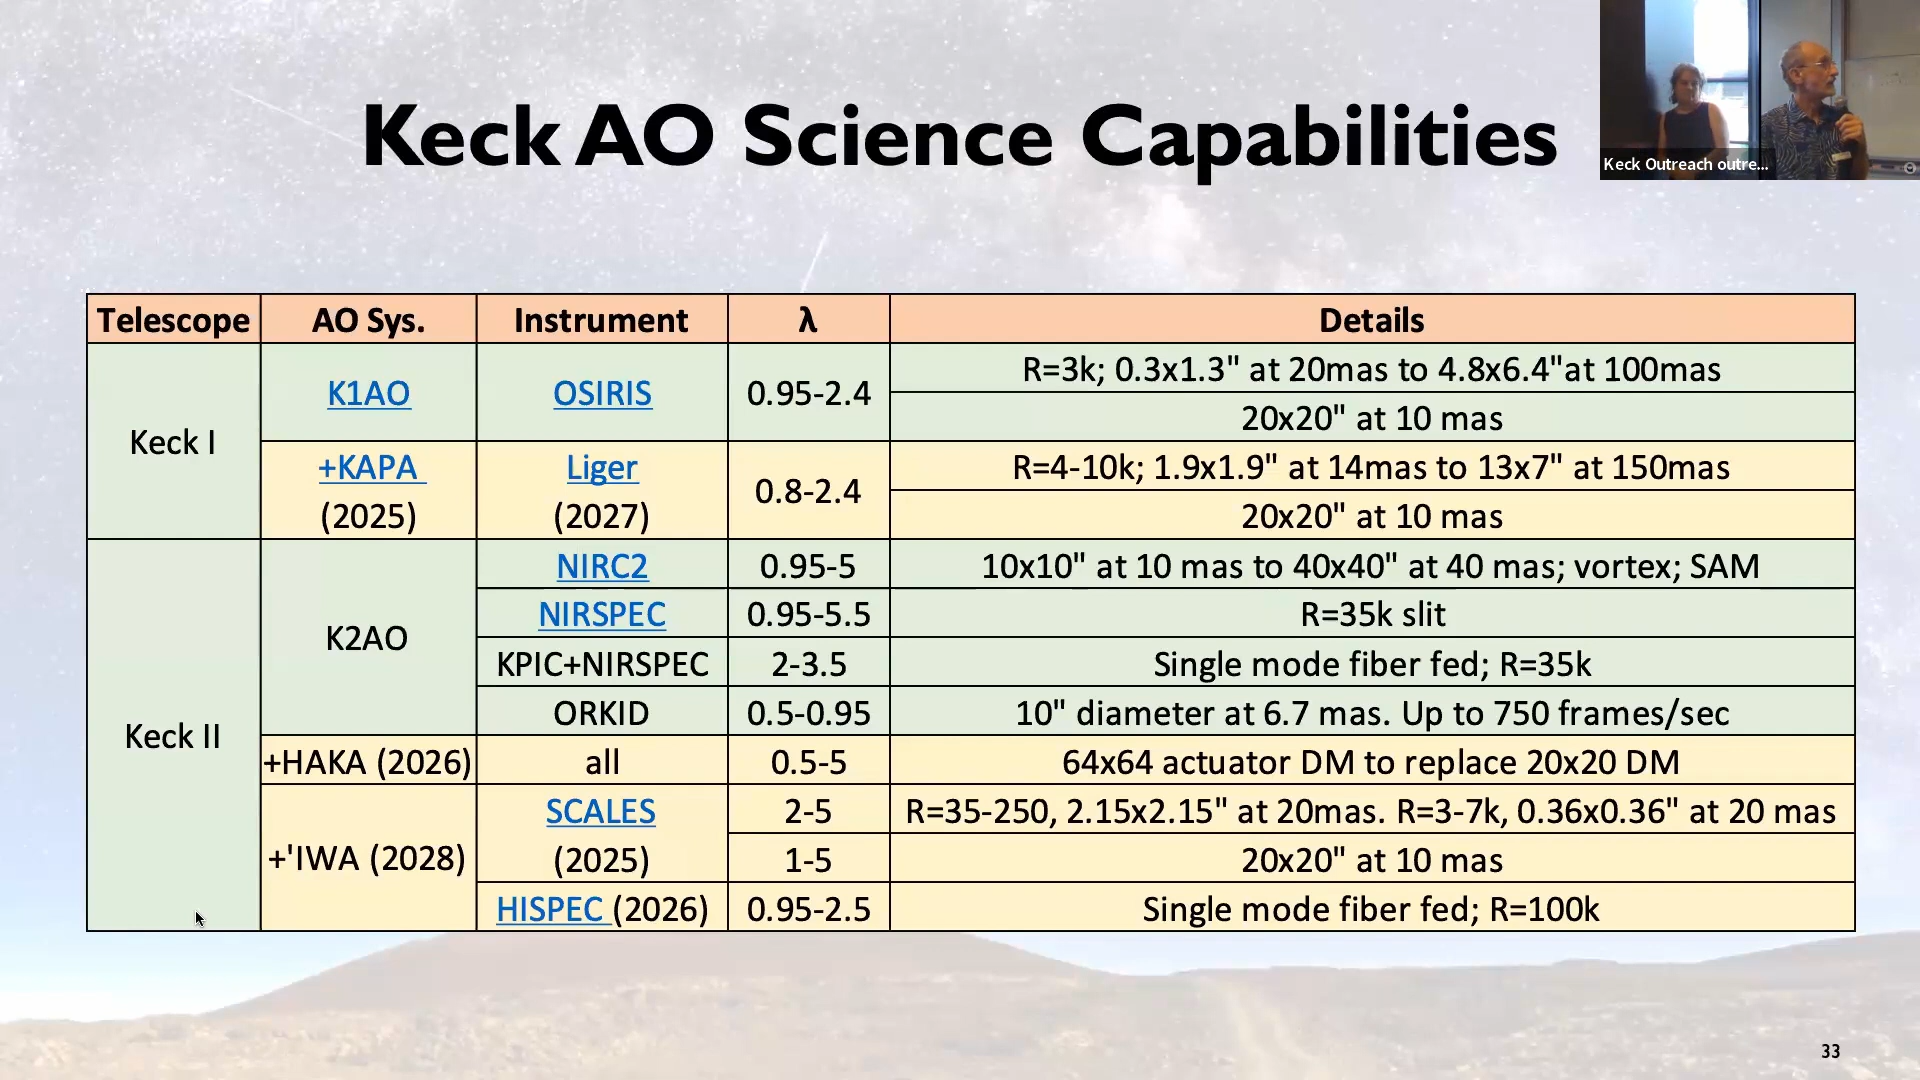 Keck AO Science Capabilities
Keck Outreach outre...
Telescope AO Sys. Instrument λ Details
Keck I K1AO OSIRIS 0.95-2.4 R=3k; 0.3x1.3" at 20mas to 4.8x6.4"at 100mas
20x20" at 10 mas
+KAPA (2025) Liger (2027) 0.8-2.4 R=4-10k; 1.9x1.9" at 14mas to 13x7" at 150mas
20x20" at 10 mas
Keck II K2AO NIRC2 0.95-5 10x10" at 10 mas to 40x40" at 40 mas; vortex; SAM
NIRSPEC 0.95-5.5 R=35k slit
KPIC+NIRSPEC 2-3.5 Single mode fiber fed; R=35k
ORKID 0.5-0.95 10" diameter at 6.7 mas. Up to 750 frames/sec
+HAKA (2026) all 0.5-5 64x64 actuator DM to replace 20x20 DM
+'IWA (2028) SCALES (2025) 2-5 R=35-250, 2.15x2.15" at 20mas. R=3-7k, 0.36x0.36" at 20 mas
1-5 20x20" at 10 mas
HISPEC (2026) 0.95-2.5 Single mode fiber fed; R=100k
33